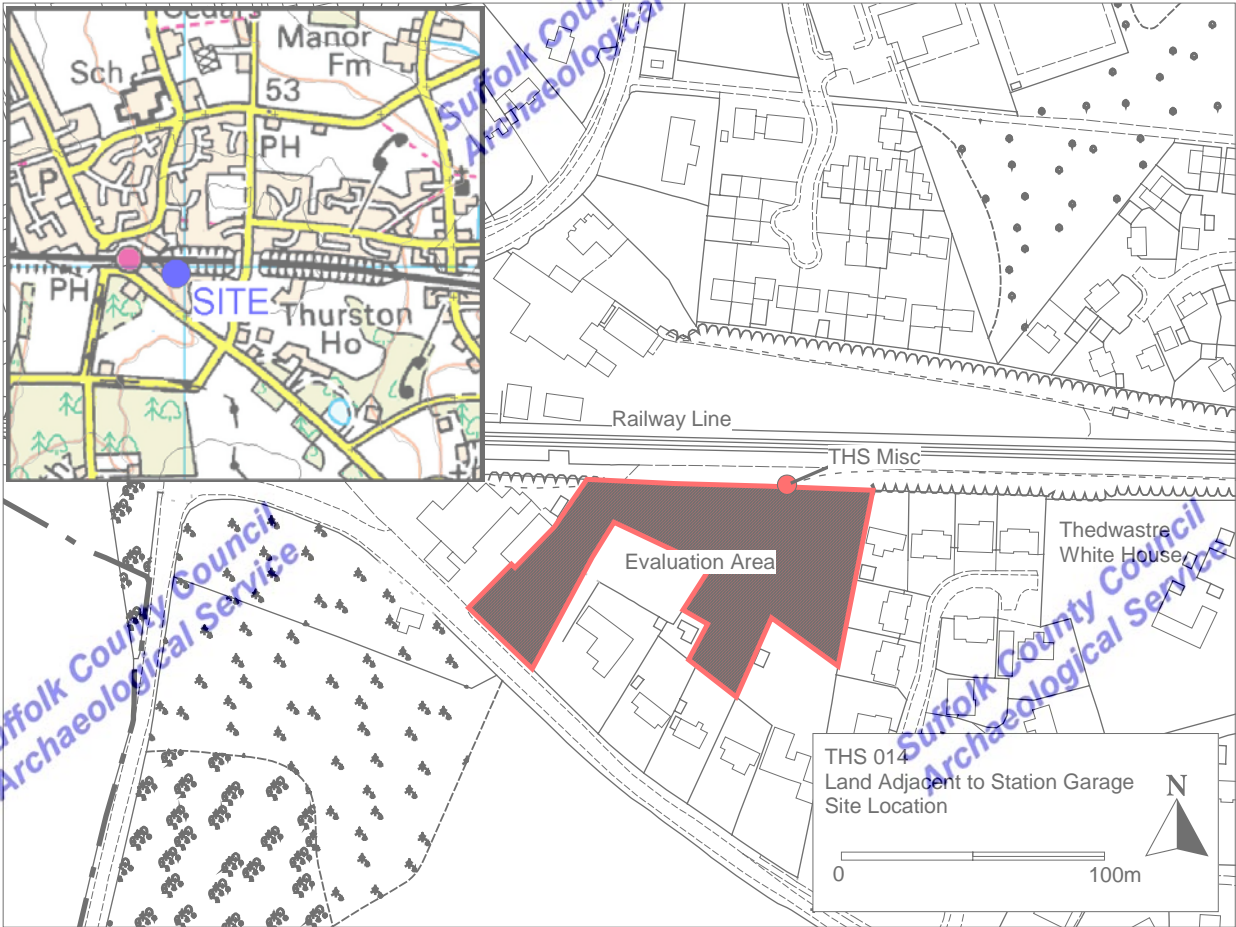 Cedars
Manor
Fm
Sch
53
PH
P
PH
SITE
Thurston
Ho
Suffolk County Council
Archaeological Service
Railway Line
THS Misc
Evaluation Area
Thedwastre
White House
Suffolk County Council
Archaeological Service
Suffolk County Council
Archaeological Service
THS 014
Land Adjacent to Station Garage
Site Location
N
0 100m